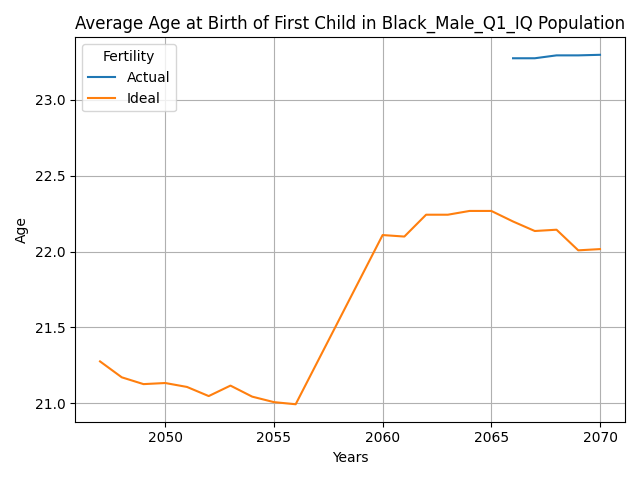 Average Age at Birth of First Child in Black_Male_Q1_IQ Population
Fertility
Actual
Ideal
23.0
22.5
22.0
21.5
21.0
Age
2050
2055
2060
2065
2070
Years